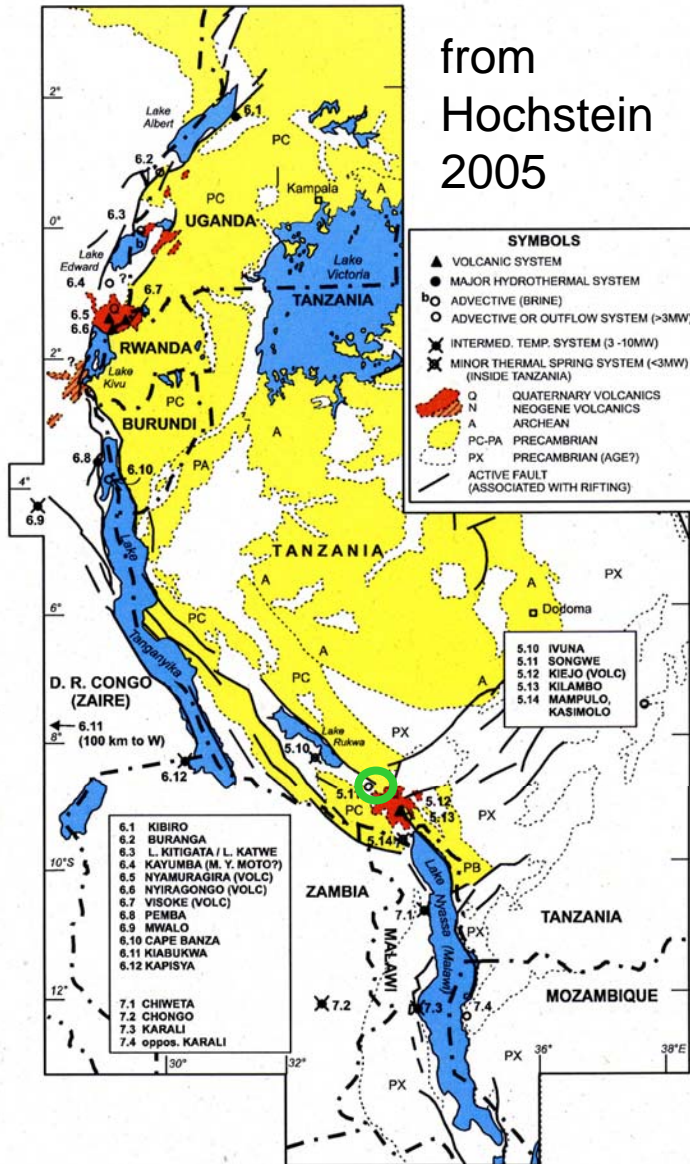 from
Hochstein
2005
2°
Lake
Albert
6.1
6.2
PC
Kampala
A
A
6.3
UGANDA
0°
b
Lake
Edward
Lake
Victoria
6.4
?
6.7
Q
TANZANIA
6.5
6.6
RWANDA
2°
?
Lake
Kivu
PC
BURUNDI
A
PA
A
SYMBOLS
VOLCANIC SYSTEM
MAJOR HYDROTHERMAL SYSTEM
b ADVECTIVE (BRINE)
ADVECTIVE OR OUTFLOW SYSTEM (>3MW)
INTERMED. TEMP. SYSTEM (3 -10MW)
MINOR THERMAL SPRING SYSTEM (<3MW)
(INSIDE TANZANIA)
Q QUATERNARY VOLCANICS
N NEOGENE VOLCANICS
A ARCHEAN
PC-PA PRECAMBRIAN
PX PRECAMBRIAN (AGE?)
ACTIVE FAULT
(ASSOCIATED WITH RIFTING)
6.8
6.10
4°
6.9
Lake
Tanganyika
TANZANIA
A
A
PX
Dodoma
6°
PC
A
A
5.10 IVUNA
5.11 SONGWE
5.12 KIEJO (VOLC)
5.13 KILAMBO
5.14 MAMPULO,
KASIMOLO
D. R. CONGO
(ZAIRE)
6.11
(100 km to W)
8°
6.12
5.10
Lake
Rukwa
PX
5.11
PC
5.12
5.13
5.14
PX
PB
6.1 KIBIRO
6.2 BURANGA
6.3 L. KITIGATA / L. KATWE
6.4 KAYUMBA (M. Y. MOTO?)
6.5 NYAMURAGIRA (VOLC)
6.6 NYIRAGONGO (VOLC)
6.7 VISOKE (VOLC)
6.8 PEMBA
6.9 MWALO
6.10 CAPE BANZA
6.11 KIABUKWA
6.12 KAPISYA
7.1 CHIWETA
7.2 CHONGO
7.3 KARALI
7.4 oppos. KARALI
10°S
ZAMBIA
MALAWI
Lake Nyassa (Malawi)
7.1
PX
TANZANIA
MOZAMBIQUE
12°
7.2
7.3
7.4
PX
PX
PX
30°
32°
36°
38°E